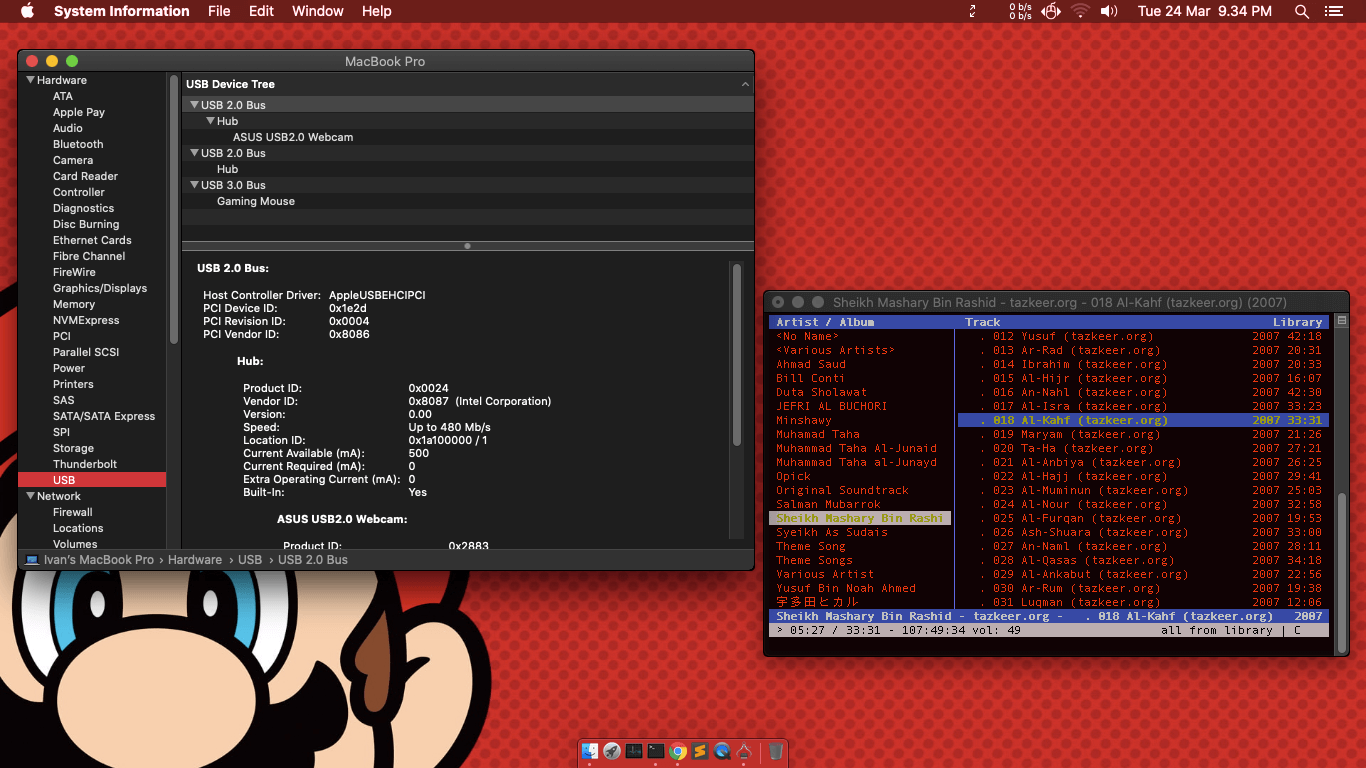 System Information File Edit Window Help
0 b/s
0 b/s
Tue 24 Mar 9.34 PM
MacBook Pro
Hardware
ATA
Apple Pay
Audio
Bluetooth
Camera
Card Reader
Controller
Diagnostics
Disc Burning
Ethernet Cards
Fibre Channel
FireWire
Graphics/Displays
Memory
NVMExpress
PCI
Parallel SCSI
Power
Printers
SAS
SATA/SATA Express
SPI
Storage
Thunderbolt
USB
Network
Firewall
Locations
Volumes
USB Device Tree
USB 2.0 Bus
Hub
ASUS USB2.0 Webcam
USB 2.0 Bus
Hub
USB 3.0 Bus
Gaming Mouse
USB 2.0 Bus:
Host Controller Driver: AppleUSBEHCIPCI
PCI Device ID: 0x1e2d
PCI Revision ID: 0x0004
PCI Vendor ID: 0x8086
Hub:
Product ID: 0x0024
Vendor ID: 0x8087 (Intel Corporation)
Version: 0.00
Speed: Up to 480 Mb/s
Location ID: 0x1a100000 / 1
Current Available (mA): 500
Current Required (mA): 0
Extra Operating Current (mA): 0
Built-In: Yes
ASUS USB2.0 Webcam:
Product ID: 0x2883
Ivan's MacBook Pro › Hardware › USB › USB 2.0 Bus
Sheikh Mashary Bin Rashid - tazkeer.org - 018 Al-Kahf (tazkeer.org) (2007)
Artist / Album
<No Name>
<Various Artists>
Ahmad Saud
Bill Conti
Duta Sholawat
JEFRI AL BUCHORI
Minshawy
Muhamad Taha
Muhammad Taha Al-Junaid
Muhammad Taha al-Junayd
Opick
Original Soundtrack
Salman Mubarrok
Sheikh Mashary Bin Rashi
Syeikh As Sudais
Theme Song
Theme Songs
Various Artist
Yusuf Bin Noah Ahmed
宇多田ヒカル
Track Library
. 012 Yusuf (tazkeer.org) 2007 42:18
. 013 Ar-Rad (tazkeer.org) 2007 20:31
. 014 Ibrahim (tazkeer.org) 2007 20:33
. 015 Al-Hijr (tazkeer.org) 2007 16:07
. 016 An-Nahl (tazkeer.org) 2007 42:30
. 017 Al-Isra (tazkeer.org) 2007 33:23
. 018 Al-Kahf (tazkeer.org) 2007 33:31
. 019 Maryam (tazkeer.org) 2007 21:26
. 020 Ta-Ha (tazkeer.org) 2007 27:21
. 021 Al-Anbiya (tazkeer.org) 2007 26:25
. 022 Al-Hajj (tazkeer.org) 2007 29:41
. 023 Al-Muminun (tazkeer.org) 2007 25:03
. 024 Al-Nour (tazkeer.org) 2007 32:58
. 025 Al-Furqan (tazkeer.org) 2007 19:53
. 026 Ash-Shuara (tazkeer.org) 2007 33:00
. 027 An-Naml (tazkeer.org) 2007 28:11
. 028 Al-Qasas (tazkeer.org) 2007 34:18
. 029 Al-Ankabut (tazkeer.org) 2007 22:56
. 030 Ar-Rum (tazkeer.org) 2007 19:38
. 031 Luqman (tazkeer.org) 2007 12:06
Sheikh Mashary Bin Rashid - tazkeer.org - . 018 Al-Kahf (tazkeer.org) 2007
> 05:27 / 33:31 - 107:49:34 vol: 49 all from library | C